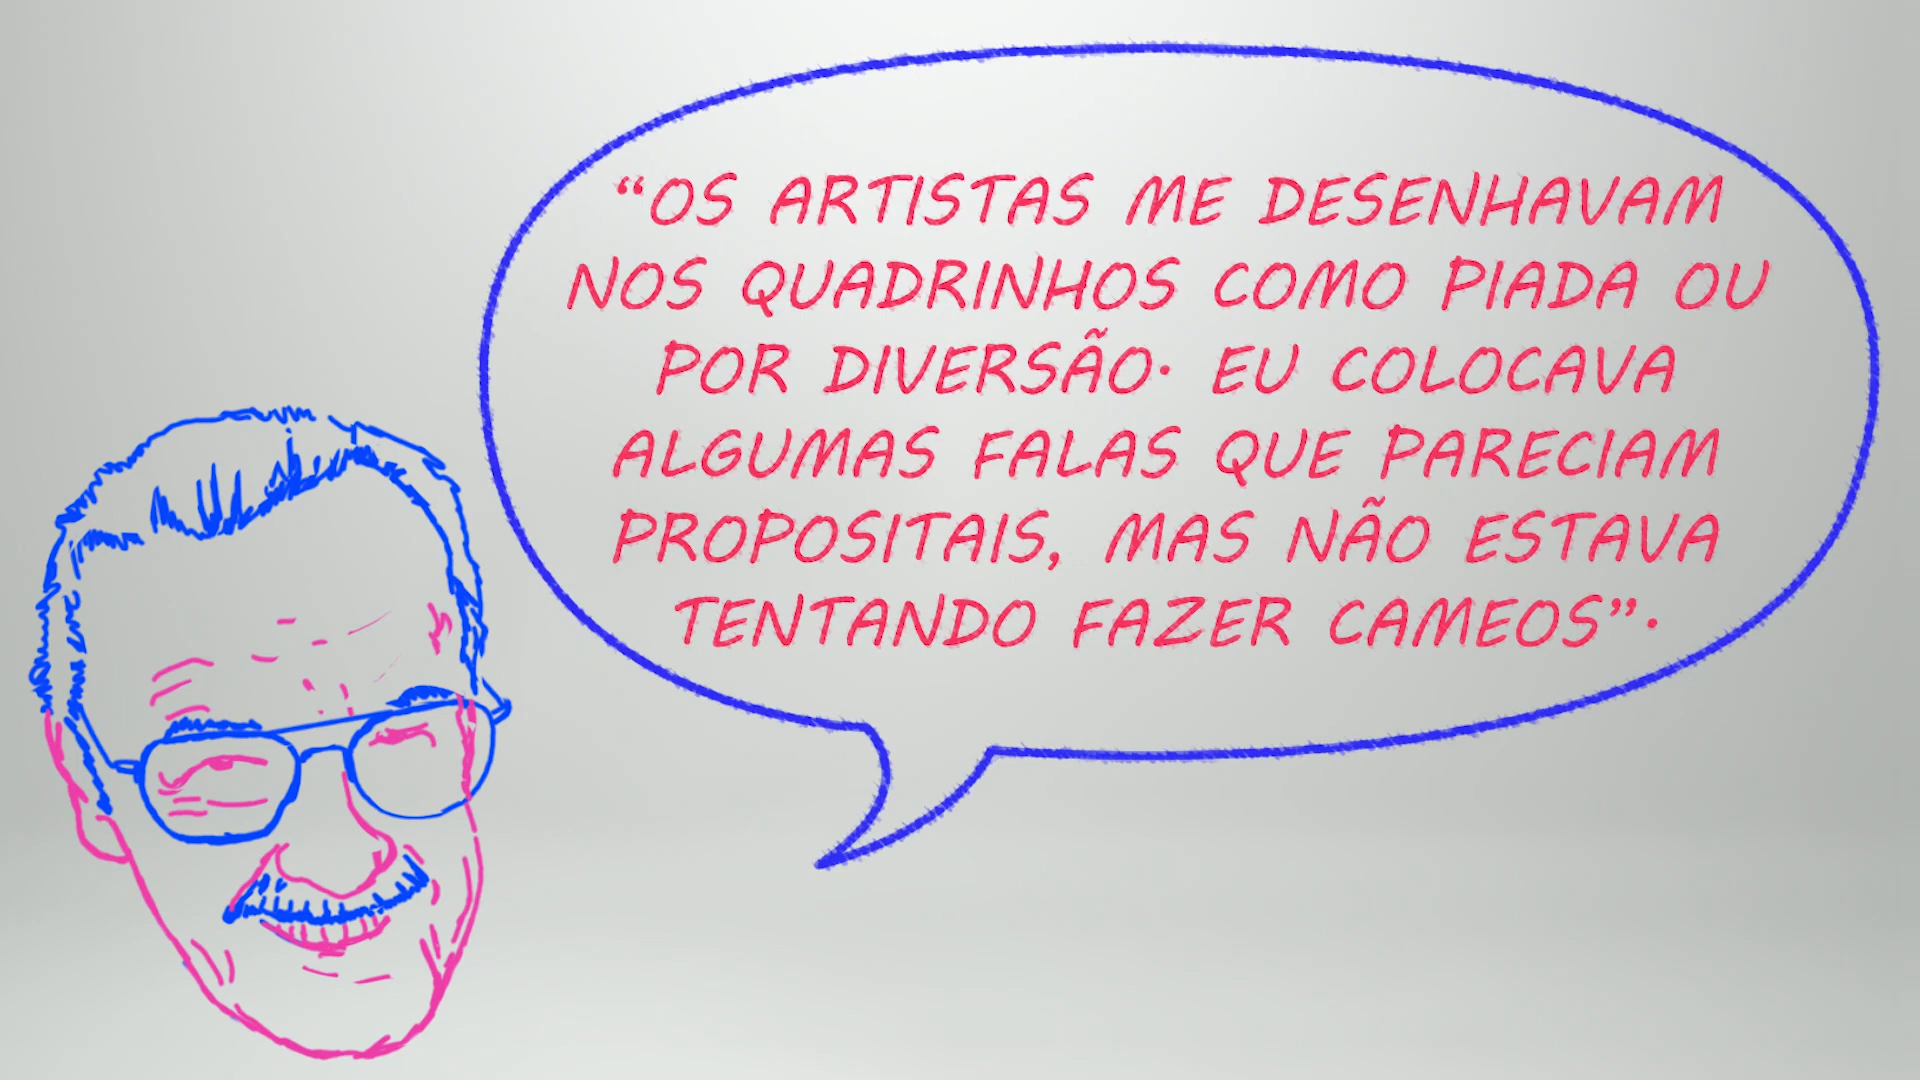 “OS ARTISTAS ME DESENHAVAM
NOS QUADRINHOS COMO PIADA OU
POR DIVERSÃO. EU COLOCAVA
ALGUMAS FALAS QUE PARECIAM
PROPOSITAIS, MAS NÃO ESTAVA
TENTANDO FAZER CAMEOS”.